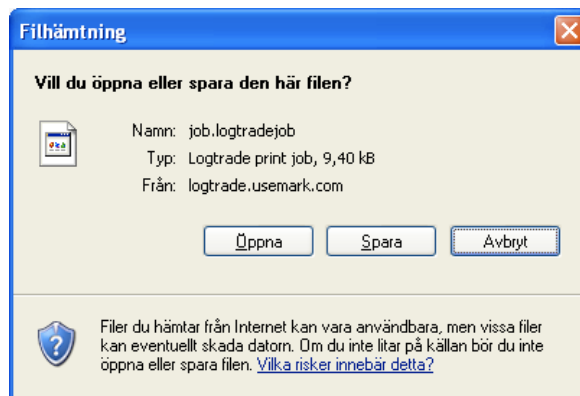 Filhämtning
Vill du öppna eller spara den här filen?
Namn: job.logtradejob
Typ: Logtrade print job, 9,40 kB
Från: logtrade.usemark.com
Öppna Spara Avbryt
Filer du hämtar från Internet kan vara användbara, men vissa filer
kan eventuellt skada datorn. Om du inte litar på källan bör du inte
öppna eller spara filen. Vilka risker innebär detta?